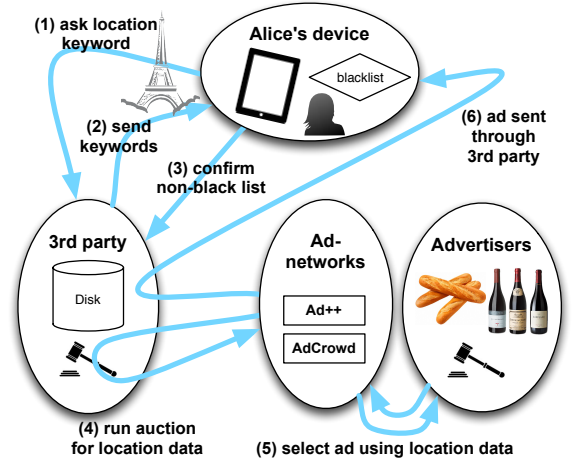 (1) ask location
keyword
Alice's device
blacklist
(2) send
keywords
(3) confirm
non-black list
(6) ad sent
through
3rd party
3rd party
Disk
Ad-
networks
Ad++
AdCrowd
Advertisers
(4) run auction
for location data
(5) select ad using location data